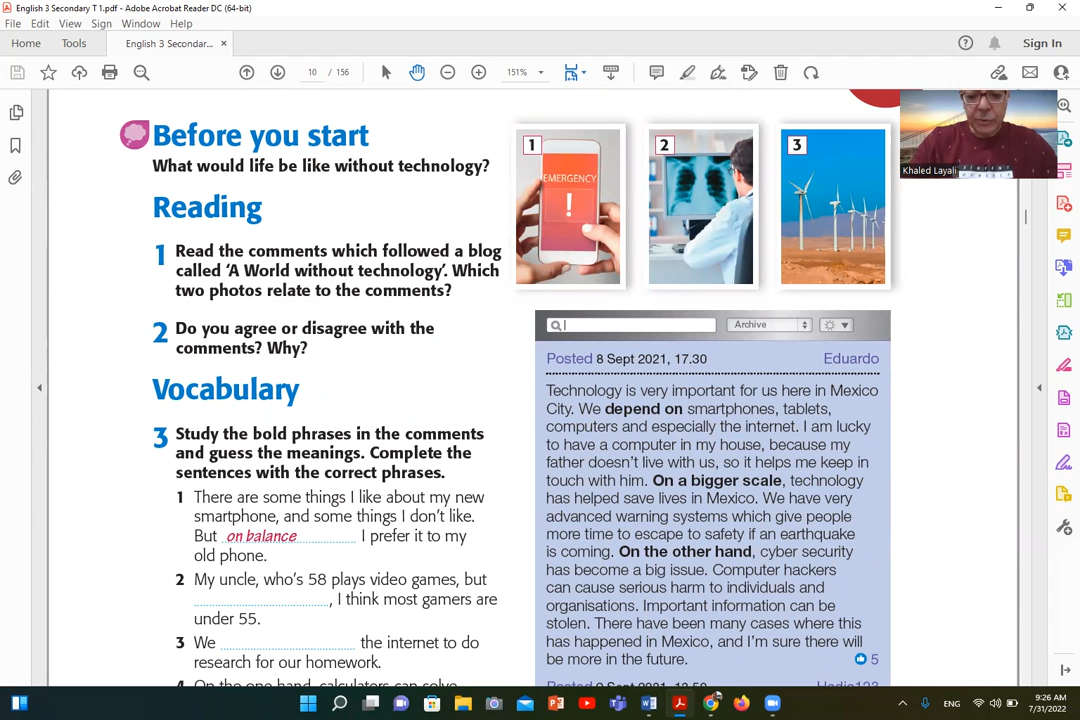 English 3 Secondary T 1.pdf - Adobe Acrobat Reader DC (64-bit)
File Edit View Sign Window Help
Home Tools English 3 Secondar... × Sign In
10 / 156 151%
Before you start
What would life be like without technology?
Reading
1 Read the comments which followed a blog
called ‘A World without technology’. Which
two photos relate to the comments?
2 Do you agree or disagree with the
comments? Why?
Vocabulary
3 Study the bold phrases in the comments
and guess the meanings. Complete the
sentences with the correct phrases.
1 There are some things I like about my new
smartphone, and some things I don’t like.
But on balance I prefer it to my
old phone.
2 My uncle, who’s 58 plays video games, but
, I think most gamers are
under 55.
3 We the internet to do
research for our homework.
4 On the one hand, calculators can solve
1
EMERGENCY
!
2
3
Khaled Layali
Archive
Posted 8 Sept 2021, 17.30 Eduardo
Technology is very important for us here in Mexico
City. We depend on smartphones, tablets,
computers and especially the internet. I am lucky
to have a computer in my house, because my
father doesn’t live with us, so it helps me keep in
touch with him. On a bigger scale, technology
has helped save lives in Mexico. We have very
advanced warning systems which give people
more time to escape to safety if an earthquake
is coming. On the other hand, cyber security
has become a big issue. Computer hackers
can cause serious harm to individuals and
organisations. Important information can be
stolen. There have been many cases where this
has happened in Mexico, and I’m sure there will
be more in the future. 5
Posted 9 Sept 2021, Hadia123
ENG 9:26 AM
7/31/2022